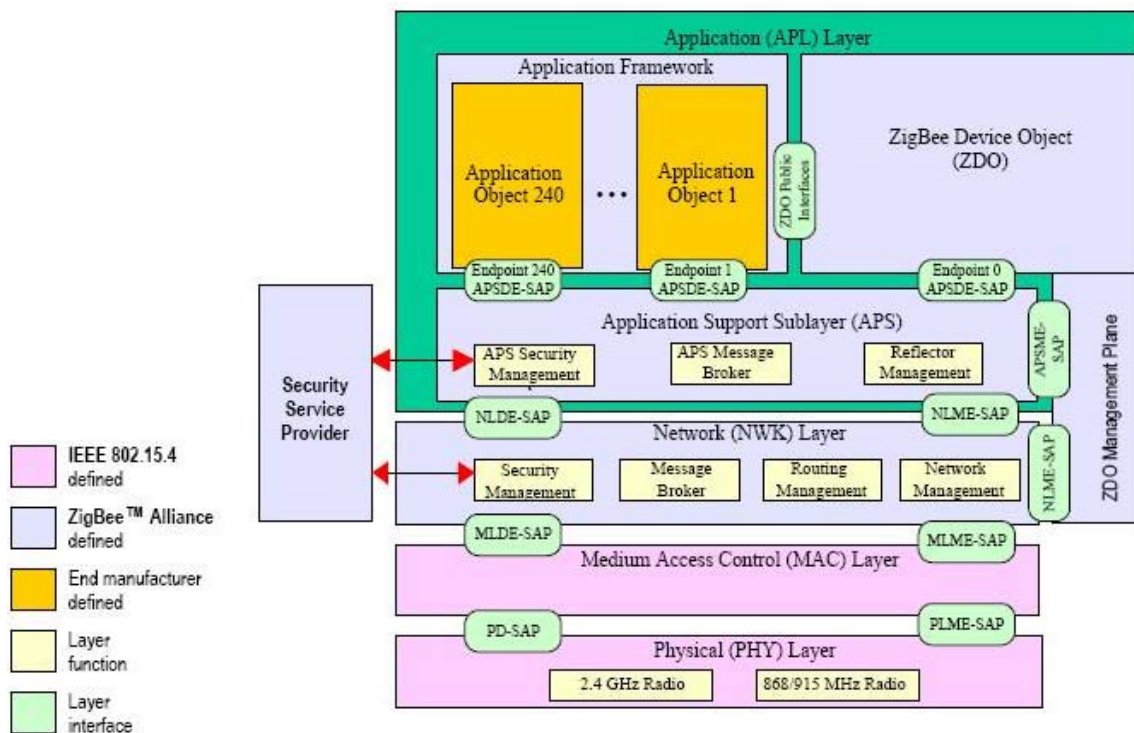 Application (APL) Layer
Application Framework
Application
Object 240
...
Application
Object 1
ZDO Public
Interfaces
ZigBee Device Object
(ZDO)
Endpoint 240
APSDE-SAP
Endpoint 1
APSDE-SAP
Endpoint 0
APSDE-SAP
Application Support Sublayer (APS)
APS Security
Management
APS Message
Broker
Reflector
Management
APSME-
SAP
Security
Service
Provider
NLDE-SAP
NLME-SAP
Network (NWK) Layer
Security
Management
Message
Broker
Routing
Management
Network
Management
NLME-SAP
ZDO Management Plane
MLDE-SAP
MLME-SAP
Medium Access Control (MAC) Layer
PD-SAP
PLME-SAP
Physical (PHY) Layer
2.4 GHz Radio
868/915 MHz Radio
IEEE 802.15.4
defined
ZigBee™ Alliance
defined
End manufacturer
defined
Layer
function
Layer
interface